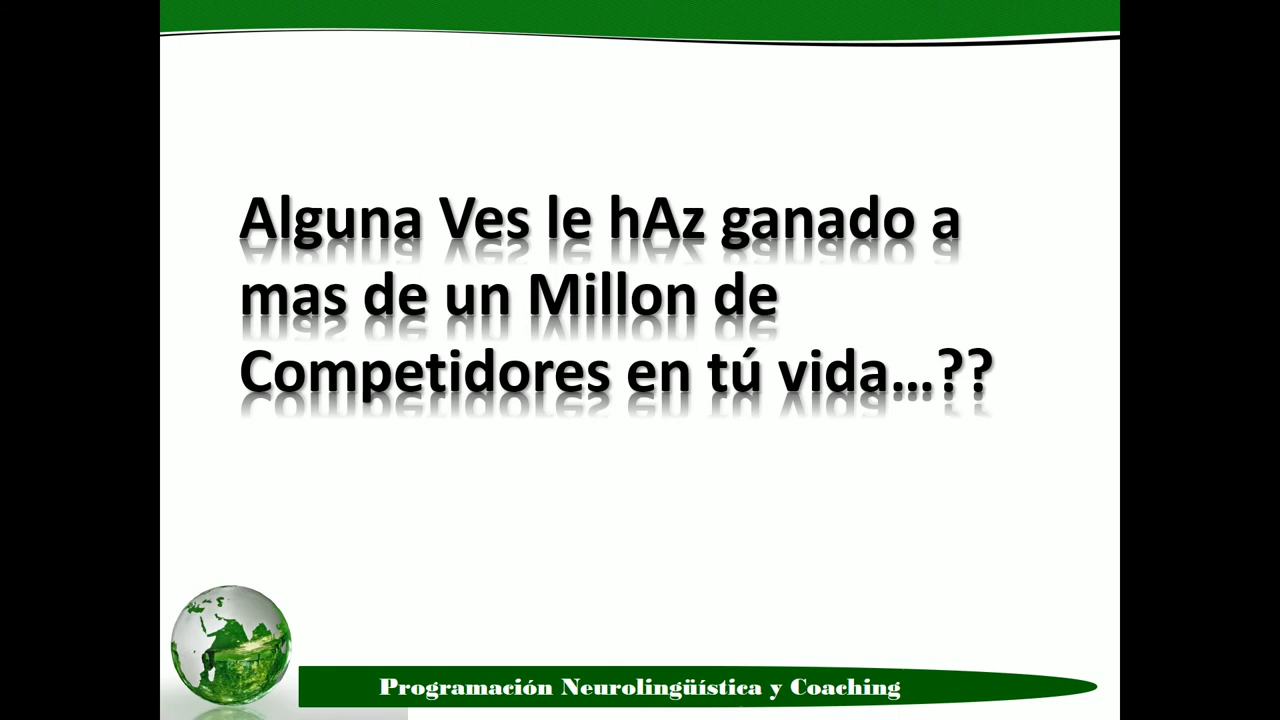 Alguna Ves le hAz ganado a
mas de un Millon de
Competidores en tú vida...??
Programación Neurolingüística y Coaching